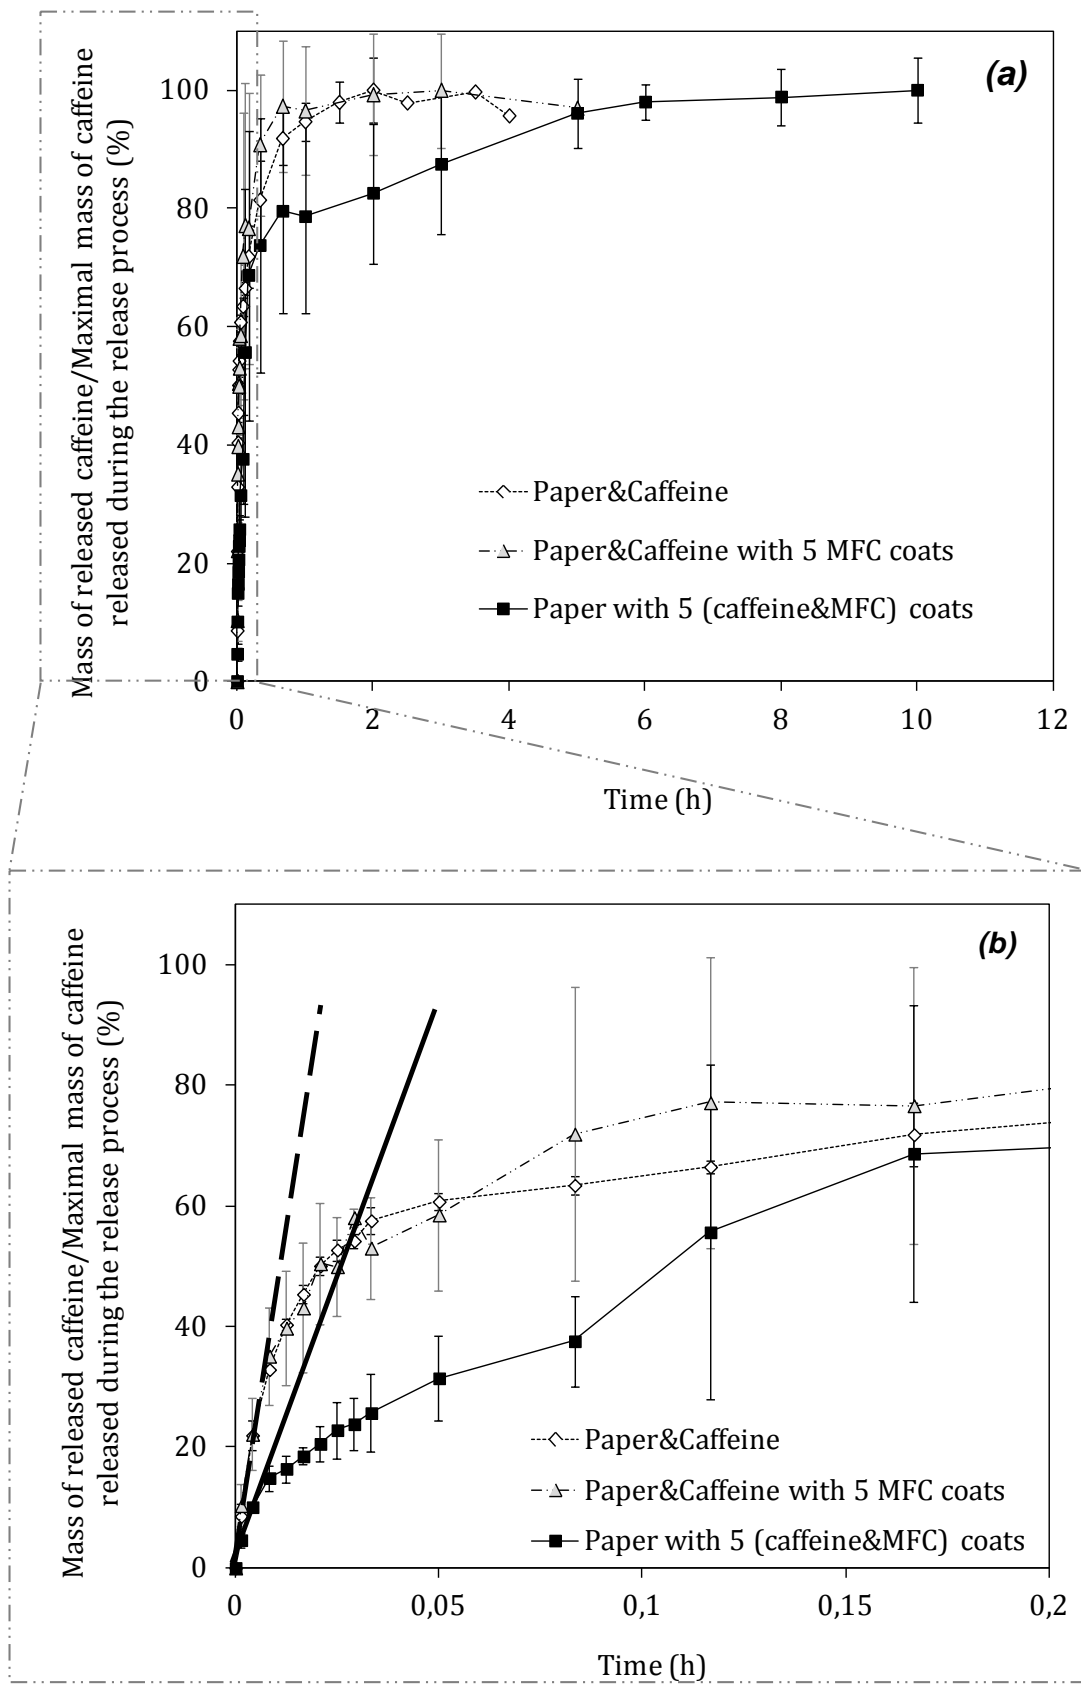 Mass of released caffeine/Maximal mass of caffeine
released during the release process (%)
(a)
100
80
60
40
20
0
Paper&Caffeine
Paper&Caffeine with 5 MFC coats
Paper with 5 (caffeine&MFC) coats
0 2 4 6 8 10 12
Time (h)
Mass of released caffeine/Maximal mass of caffeine
released during the release process (%)
(b)
100
80
60
40
20
0
Paper&Caffeine
Paper&Caffeine with 5 MFC coats
Paper with 5 (caffeine&MFC) coats
0 0,05 0,1 0,15 0,2
Time (h)